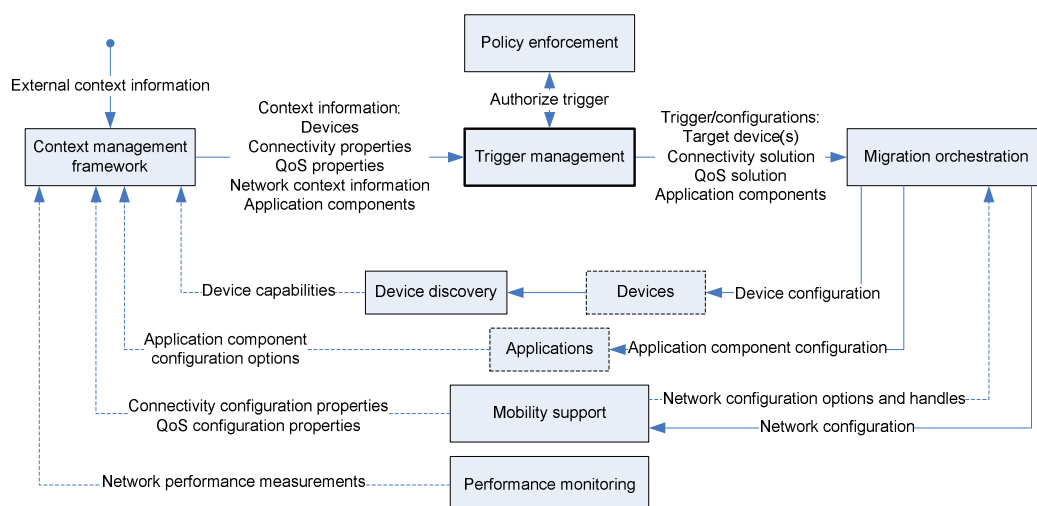 Policy enforcement
External context information
Authorize trigger
Context management
framework
Context information:
Devices
Connectivity properties
QoS properties
Network context information
Application components
Trigger management
Trigger/configurations:
Target device(s)
Connectivity solution
QoS solution
Application components
Migration orchestration
Device capabilities
Device discovery
Devices
Device configuration
Application component
configuration options
Applications
Application component configuration
Connectivity configuration properties
QoS configuration properties
Mobility support
Network configuration options and handles
Network configuration
Network performance measurements
Performance monitoring